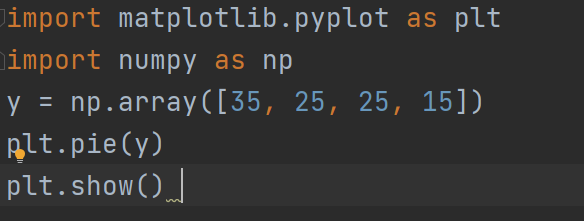 import matplotlib.pyplot as plt
import numpy as np
y = np.array([35, 25, 25, 15])
plt.pie(y)
plt.show()